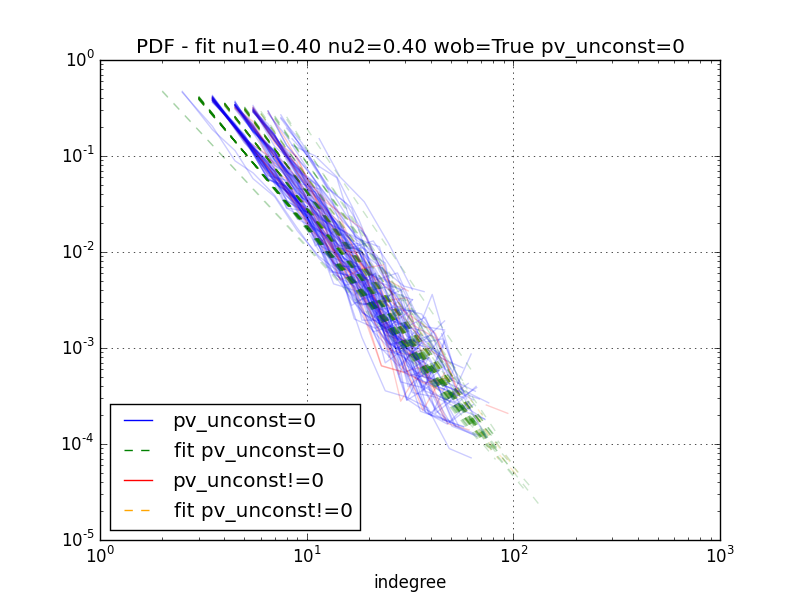 PDF - fit nu1=0.40 nu2=0.40 wob=True pv_unconst=0
10^0
10^-1
10^-2
10^-3
10^-4
10^-5
pv_unconst=0
fit pv_unconst=0
pv_unconst!=0
fit pv_unconst!=0
10^0 10^1 10^2 10^3
indegree